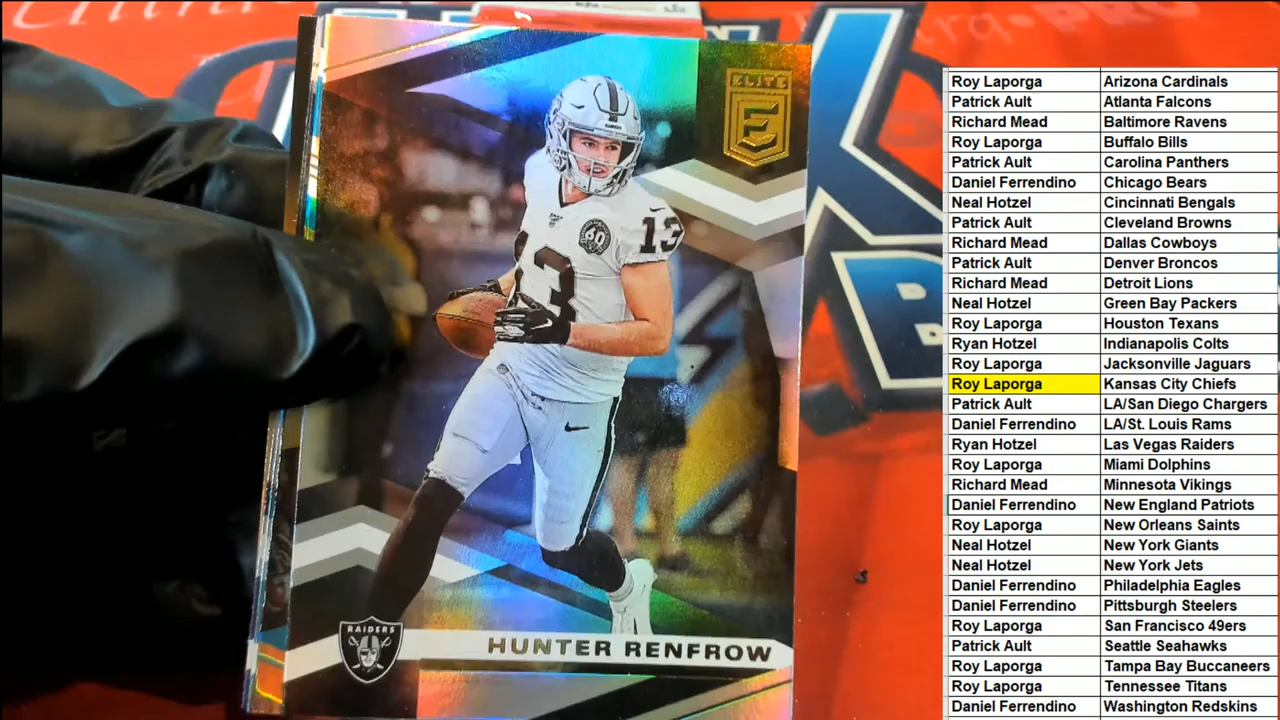 ELITE
E
RAIDERS
60
13
13
RAIDERS
HUNTER RENFROW
Roy Laporga Arizona Cardinals
Patrick Ault Atlanta Falcons
Richard Mead Baltimore Ravens
Roy Laporga Buffalo Bills
Patrick Ault Carolina Panthers
Daniel Ferrendino Chicago Bears
Neal Hotzel Cincinnati Bengals
Patrick Ault Cleveland Browns
Richard Mead Dallas Cowboys
Patrick Ault Denver Broncos
Richard Mead Detroit Lions
Neal Hotzel Green Bay Packers
Roy Laporga Houston Texans
Ryan Hotzel Indianapolis Colts
Roy Laporga Jacksonville Jaguars
Roy Laporga Kansas City Chiefs
Patrick Ault LA/San Diego Chargers
Daniel Ferrendino LA/St. Louis Rams
Ryan Hotzel Las Vegas Raiders
Roy Laporga Miami Dolphins
Richard Mead Minnesota Vikings
Daniel Ferrendino New England Patriots
Roy Laporga New Orleans Saints
Neal Hotzel New York Giants
Neal Hotzel New York Jets
Daniel Ferrendino Philadelphia Eagles
Daniel Ferrendino Pittsburgh Steelers
Roy Laporga San Francisco 49ers
Patrick Ault Seattle Seahawks
Roy Laporga Tampa Bay Buccaneers
Roy Laporga Tennessee Titans
Daniel Ferrendino Washington Redskins